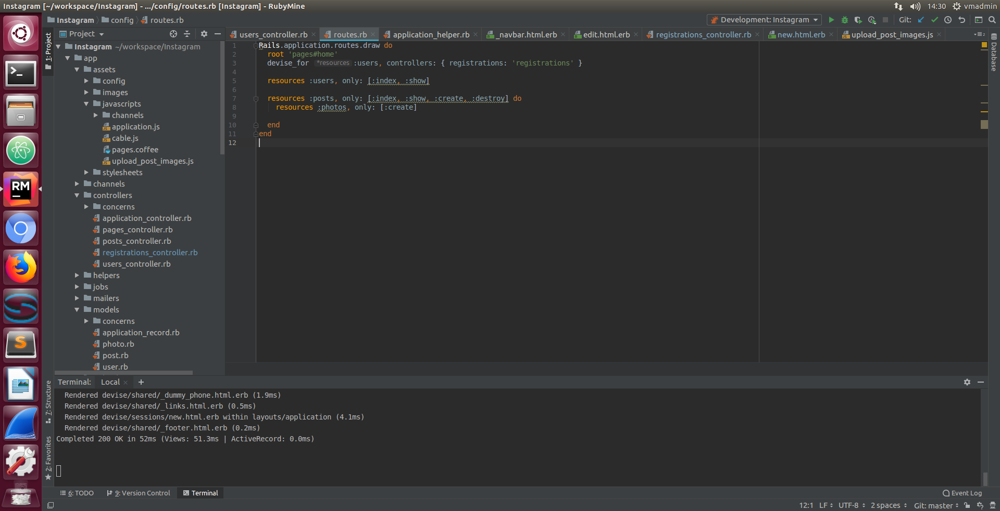 Instagram [~/workspace/Instagram] - .../config/routes.rb [Instagram] - RubyMine
14:30
vmadmin
Instagram
config
routes.rb
Development: Instagram
Git:
1: Project
Project
users_controller.rb
routes.rb
application_helper.rb
_navbar.html.erb
edit.html.erb
registrations_controller.rb
new.html.erb
upload_post_images.js
Database
Instagram ~/workspace/Instagram
app
assets
config
images
javascripts
channels
application.js
cable.js
pages.coffee
upload_post_images.js
stylesheets
channels
controllers
concerns
application_controller.rb
pages_controller.rb
posts_controller.rb
registrations_controller.rb
users_controller.rb
helpers
jobs
mailers
models
concerns
application_record.rb
photo.rb
post.rb
user.rb
1 Rails.application.routes.draw do
2 root 'pages#home'
3 devise_for *resources :users, controllers: { registrations: 'registrations' }
4
5 resources :users, only: [:index, :show]
6
7 resources :posts, only: [:index, :show, :create, :destroy] do
8 resources :photos, only: [:create]
9
10 end
11 end
12
RM
S
7: Structure
2: Favorites
Terminal:
Local
Rendered devise/shared/_dummy_phone.html.erb (1.9ms)
Rendered devise/shared/_links.html.erb (0.5ms)
Rendered devise/sessions/new.html.erb within layouts/application (4.1ms)
Rendered devise/shared/_footer.html.erb (0.2ms)
Completed 200 OK in 52ms (Views: 51.3ms | ActiveRecord: 0.0ms)
6: TODO
9: Version Control
Terminal
Event Log
12:1
LF
UTF-8
2 spaces
Git: master